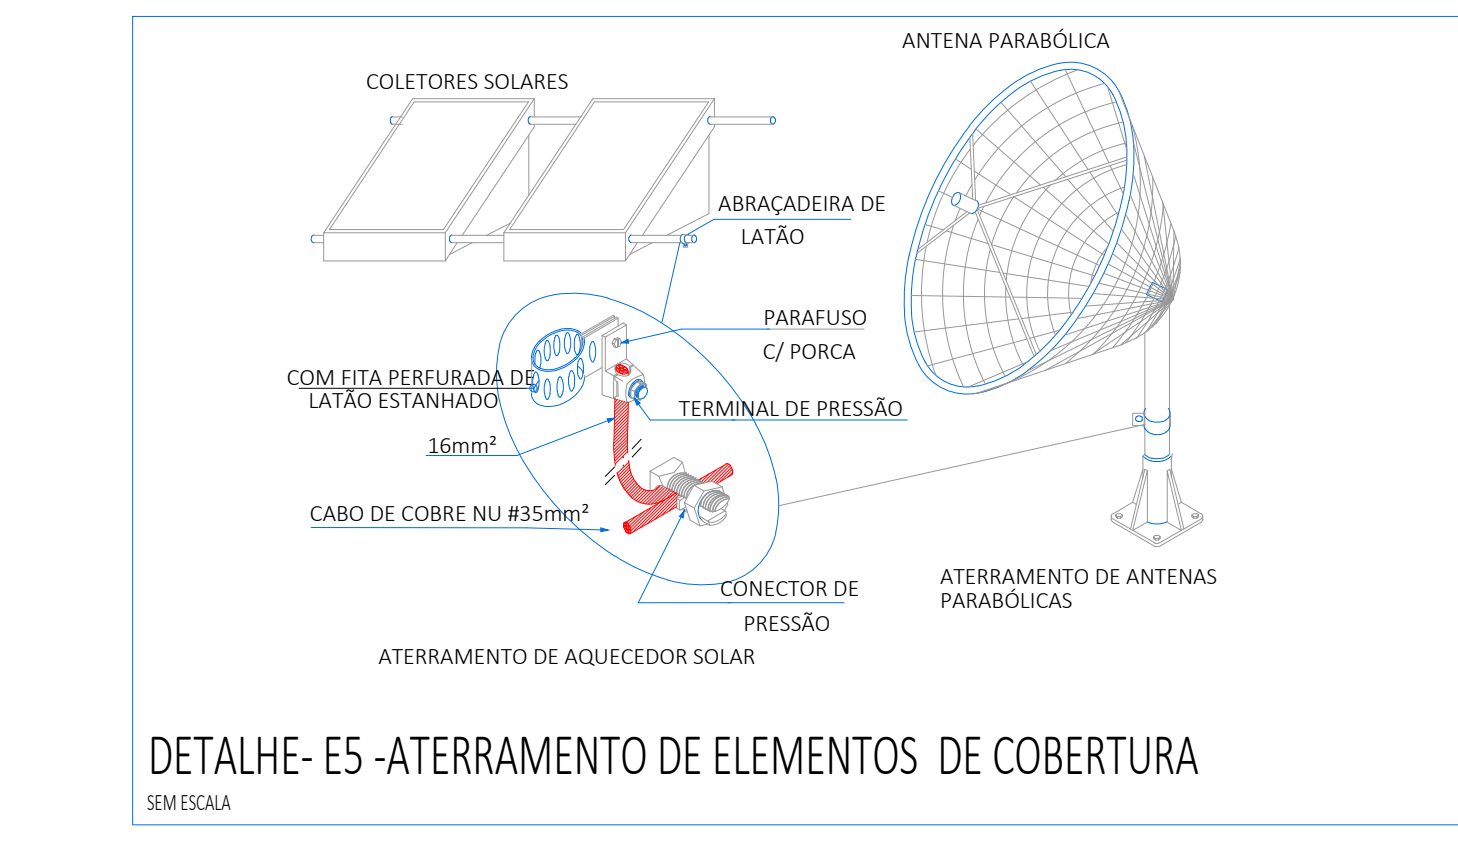 ANTENA PARABÓLICA
COLETORES SOLARES
ABRAÇADEIRA DE
LATÃO
PARAFUSO
C/ PORCA
COM FITA PERFURADA DE
LATÃO ESTANHADO
TERMINAL DE PRESSÃO
16mm²
CABO DE COBRE NU #35mm²
CONECTOR DE
PRESSÃO
ATERRAMENTO DE ANTENAS
PARABÓLICAS
ATERRAMENTO DE AQUECEDOR SOLAR
DETALHE- E5 -ATERRAMENTO DE ELEMENTOS  DE COBERTURA
SEM ESCALA